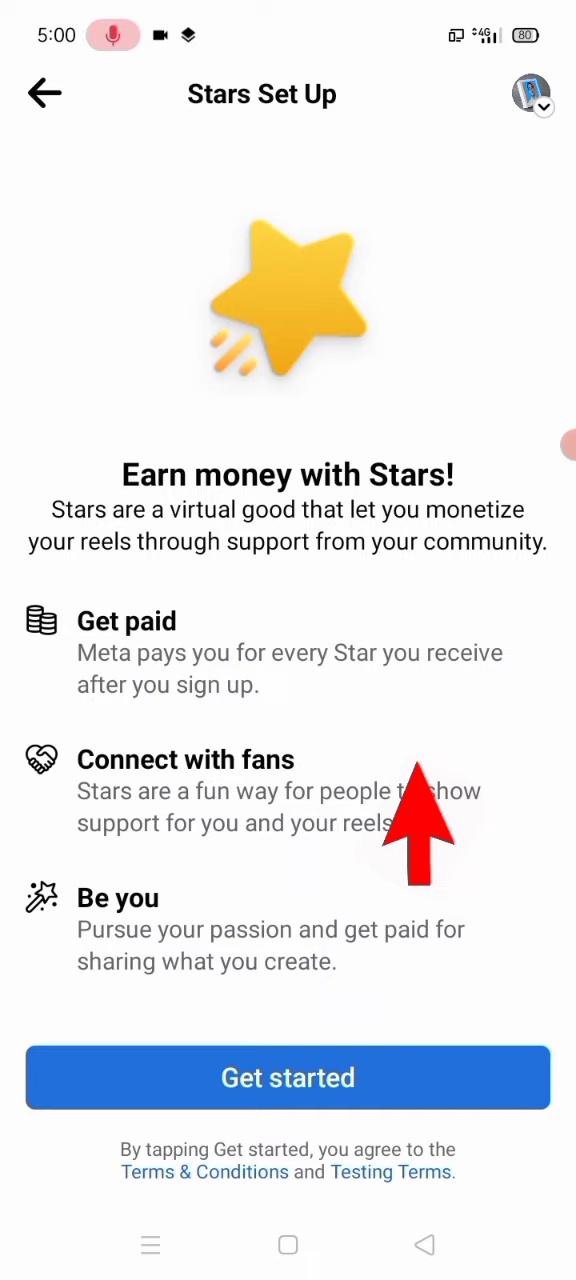 5:00
4G
80
Stars Set Up
Earn money with Stars!
Stars are a virtual good that let you monetize
your reels through support from your community.
Get paid
Meta pays you for every Star you receive
after you sign up.
Connect with fans
Stars are a fun way for people to show
support for you and your reels
Be you
Pursue your passion and get paid for
sharing what you create.
Get started
By tapping Get started, you agree to the
Terms & Conditions and Testing Terms.